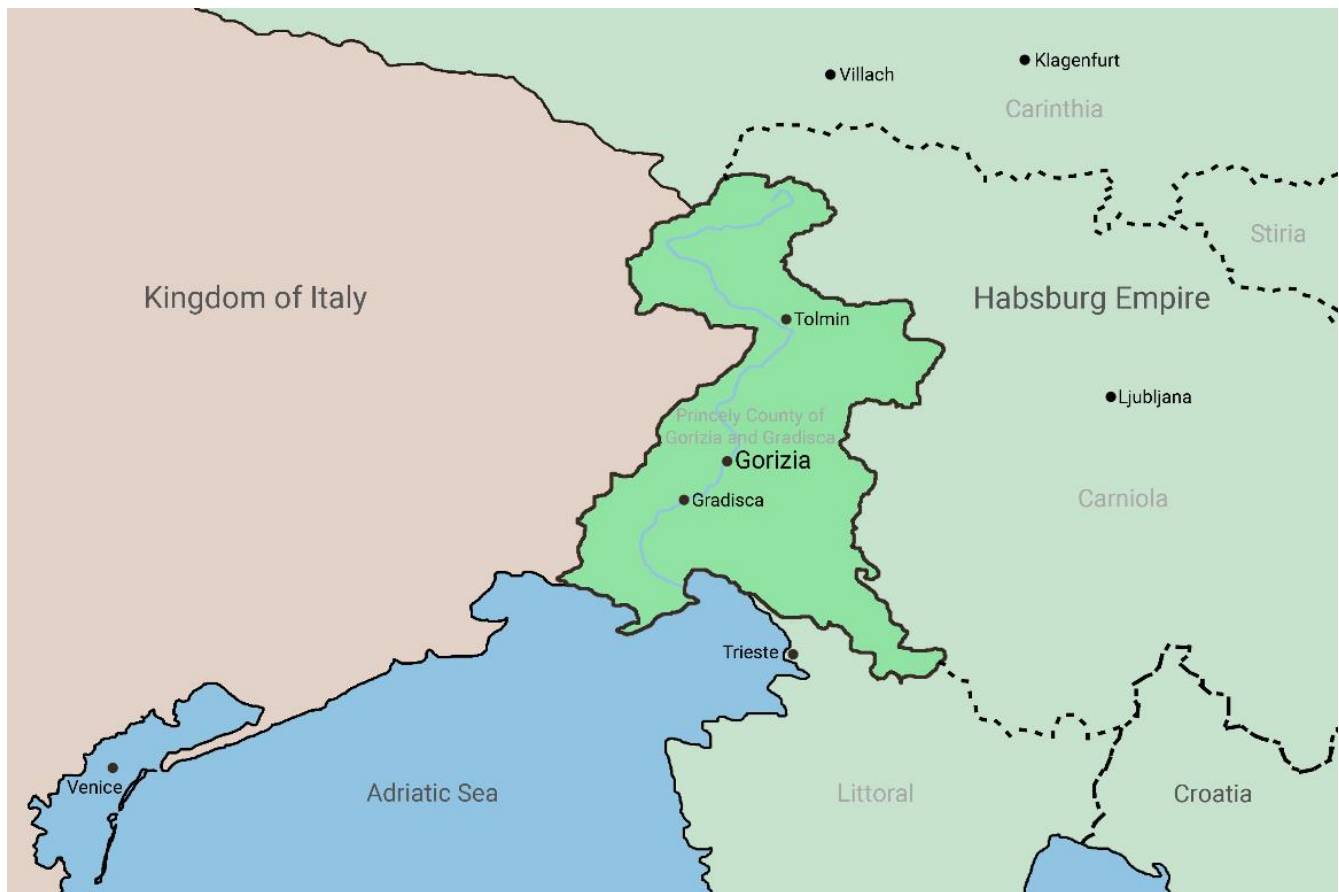 Klagenfurt
Villach
Carinthia
Stiria
Kingdom of Italy
Habsburg Empire
Tolmin
Ljubljana
Princely County of
Gorizia and Gradisca
Gorizia
Gradisca
Carniola
Trieste
Venice
Adriatic Sea
Littoral
Croatia